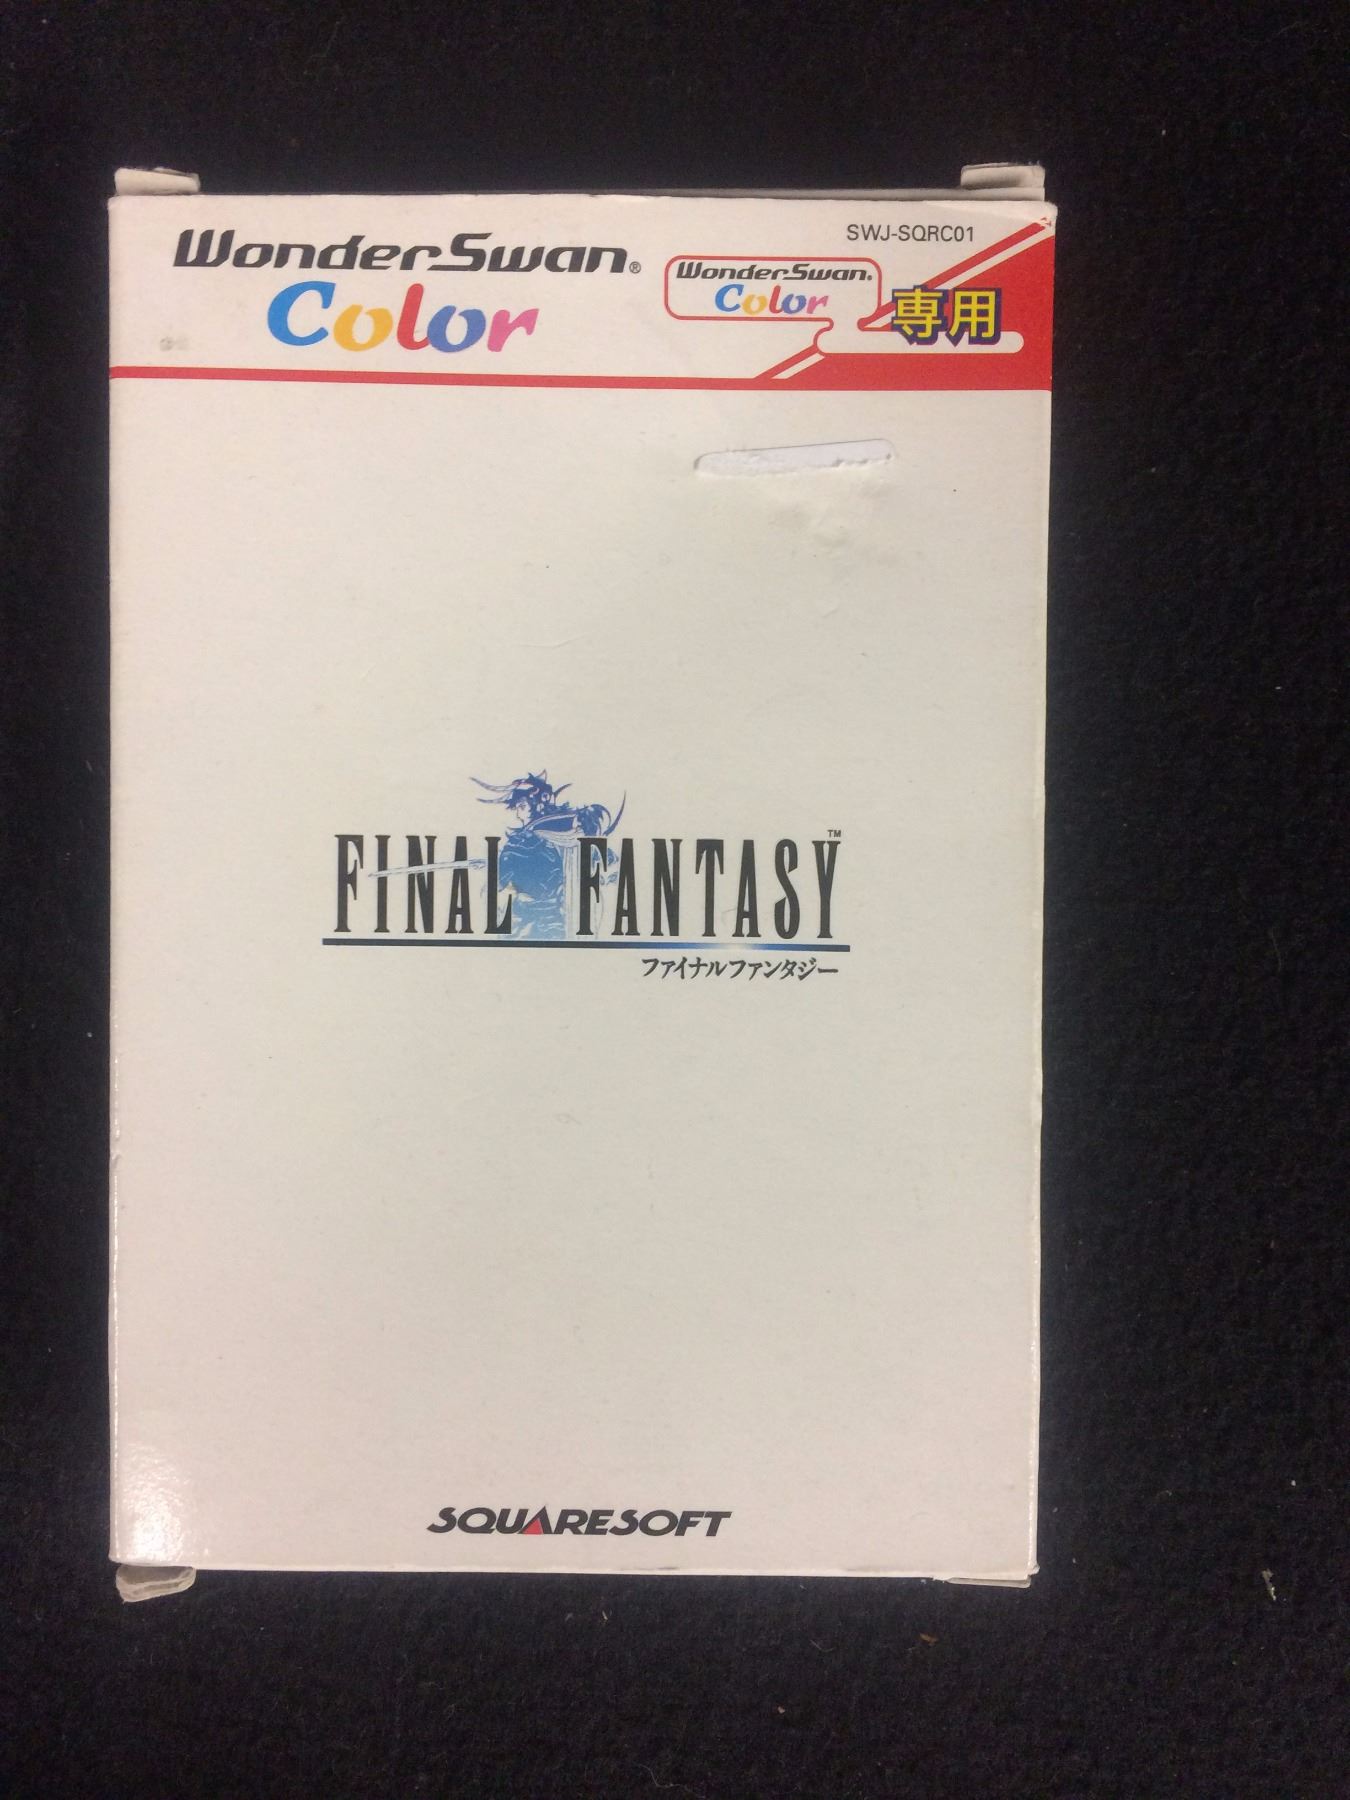 WonderSwan®
Color
SWJ-SQRC01
WonderSwan.
Color
専用
FINAL FANTASY™
ファイナルファンタジー
SQUARESOFT